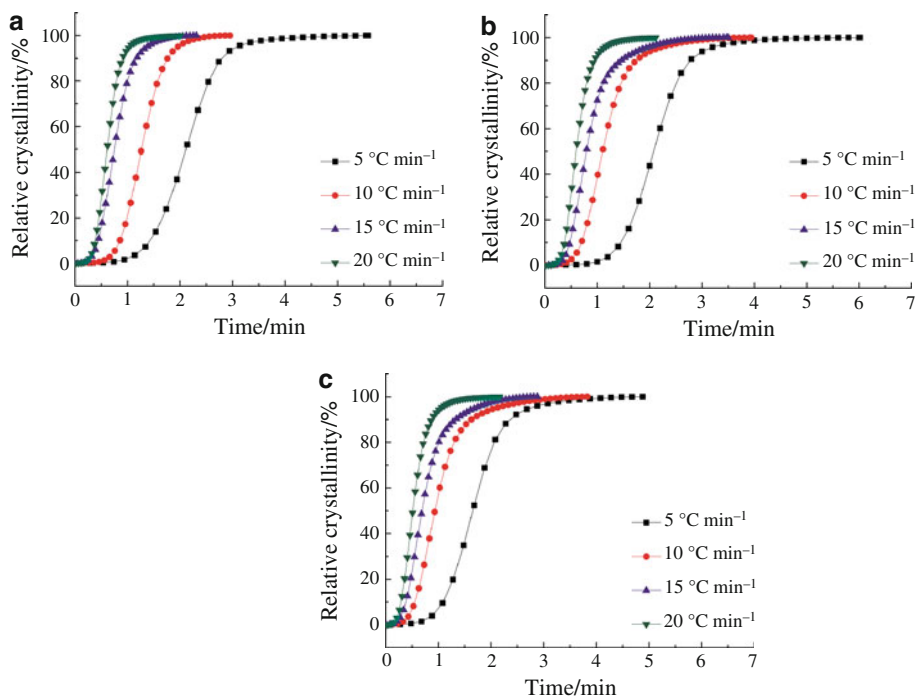 a
Relative crystallinity/%
100
80
60
40
20
0
5 °C min⁻¹
10 °C min⁻¹
15 °C min⁻¹
20 °C min⁻¹
0 1 2 3 4 5 6 7
Time/min
b
Relative crystallinity/%
100
80
60
40
20
0
5 °C min⁻¹
10 °C min⁻¹
15 °C min⁻¹
20 °C min⁻¹
0 1 2 3 4 5 6 7
Time/min
c
Relative crystallinity/%
100
80
60
40
20
0
5 °C min⁻¹
10 °C min⁻¹
15 °C min⁻¹
20 °C min⁻¹
0 1 2 3 4 5 6 7
Time/min